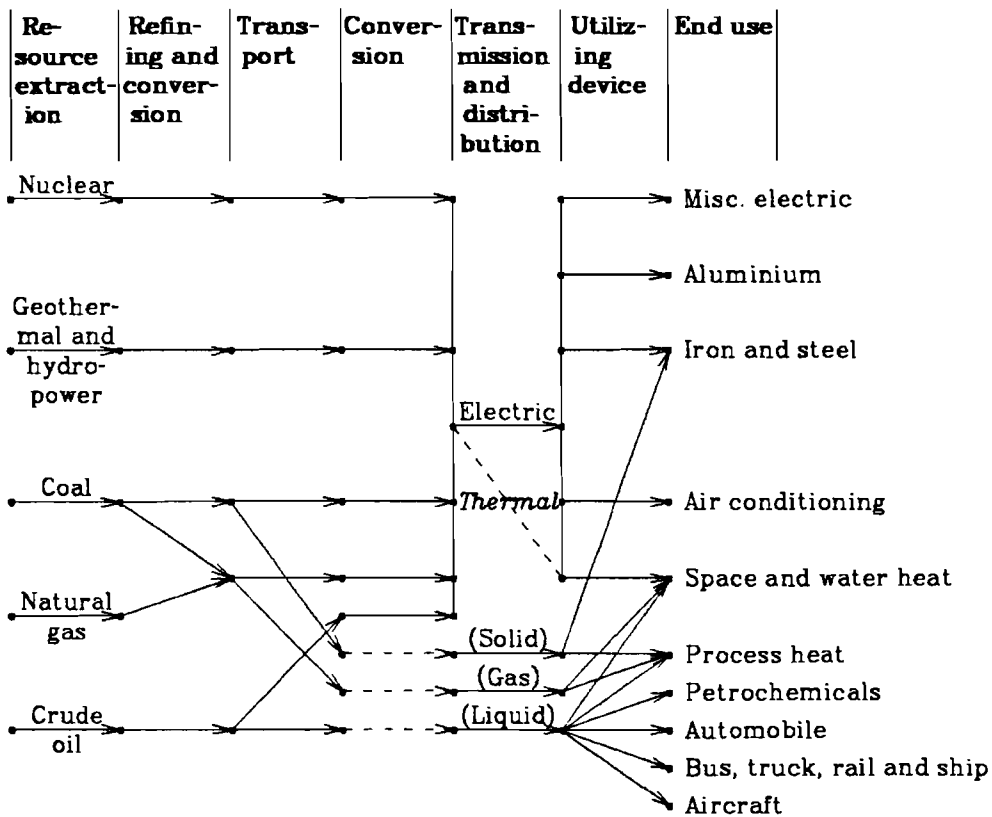 Re-
source
extract-
ion
Refin-
ing and
conver-
sion
Trans-
port
Conver-
sion
Trans-
mission
and
distri-
bution
Utiliz-
ing
device
End use
Nuclear
Misc. electric
Aluminium
Geother-
mal and
hydro-
power
Iron and steel
Electric
Coal
Thermal
Air conditioning
Space and water heat
Natural
gas
(Solid)
Process heat
(Gas)
Petrochemicals
Crude
oil
(Liquid)
Automobile
Bus, truck, rail and ship
Aircraft